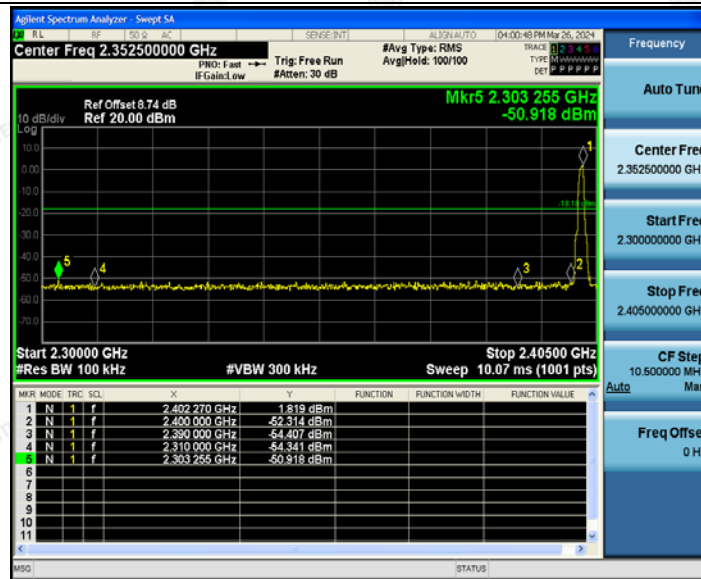 Agilent Spectrum Analyzer - Swept SA
RL RF 50 Ω AC SENSE:INT ALIGN AUTO 04:00:48 PM Mar 26, 2024
Center Freq 2.352500000 GHz
PNO: Fast
IFGain:Low
Trig: Free Run
#Atten: 30 dB
#Avg Type: RMS
Avg|Hold: 100/100
TRACE 1 2 3 4 5 6
TYPE M
DET P P P P P P
Ref Offset 8.74 dB
Ref 20.00 dBm
10 dB/div
Log
Mkr5 2.303 255 GHz
-50.918 dBm
10.0
0.00
-10.0
-20.0
-30.0
-40.0
-50.0
-60.0
-70.0
1
-18.18 dBm
5
4
3
2
Start 2.30000 GHz
Stop 2.40500 GHz
#Res BW 100 kHz
#VBW 300 kHz
Sweep 10.07 ms (1001 pts)
MKR MODE TRC SCL X Y FUNCTION FUNCTION WIDTH FUNCTION VALUE
1 N 1 f 2.402 270 GHz 1.819 dBm
2 N 1 f 2.400 000 GHz -52.314 dBm
3 N 1 f 2.390 000 GHz -54.407 dBm
4 N 1 f 2.310 000 GHz -54.341 dBm
5 N 1 f 2.303 255 GHz -50.918 dBm
6
7
8
9
10
11
MSG
STATUS
Frequency
Auto Tun
Center Fre
2.352500000 GH
Start Fre
2.300000000 GH
Stop Fre
2.405000000 GH
CF Step
10.500000 MH
Auto Ma
Freq Offse
0 H